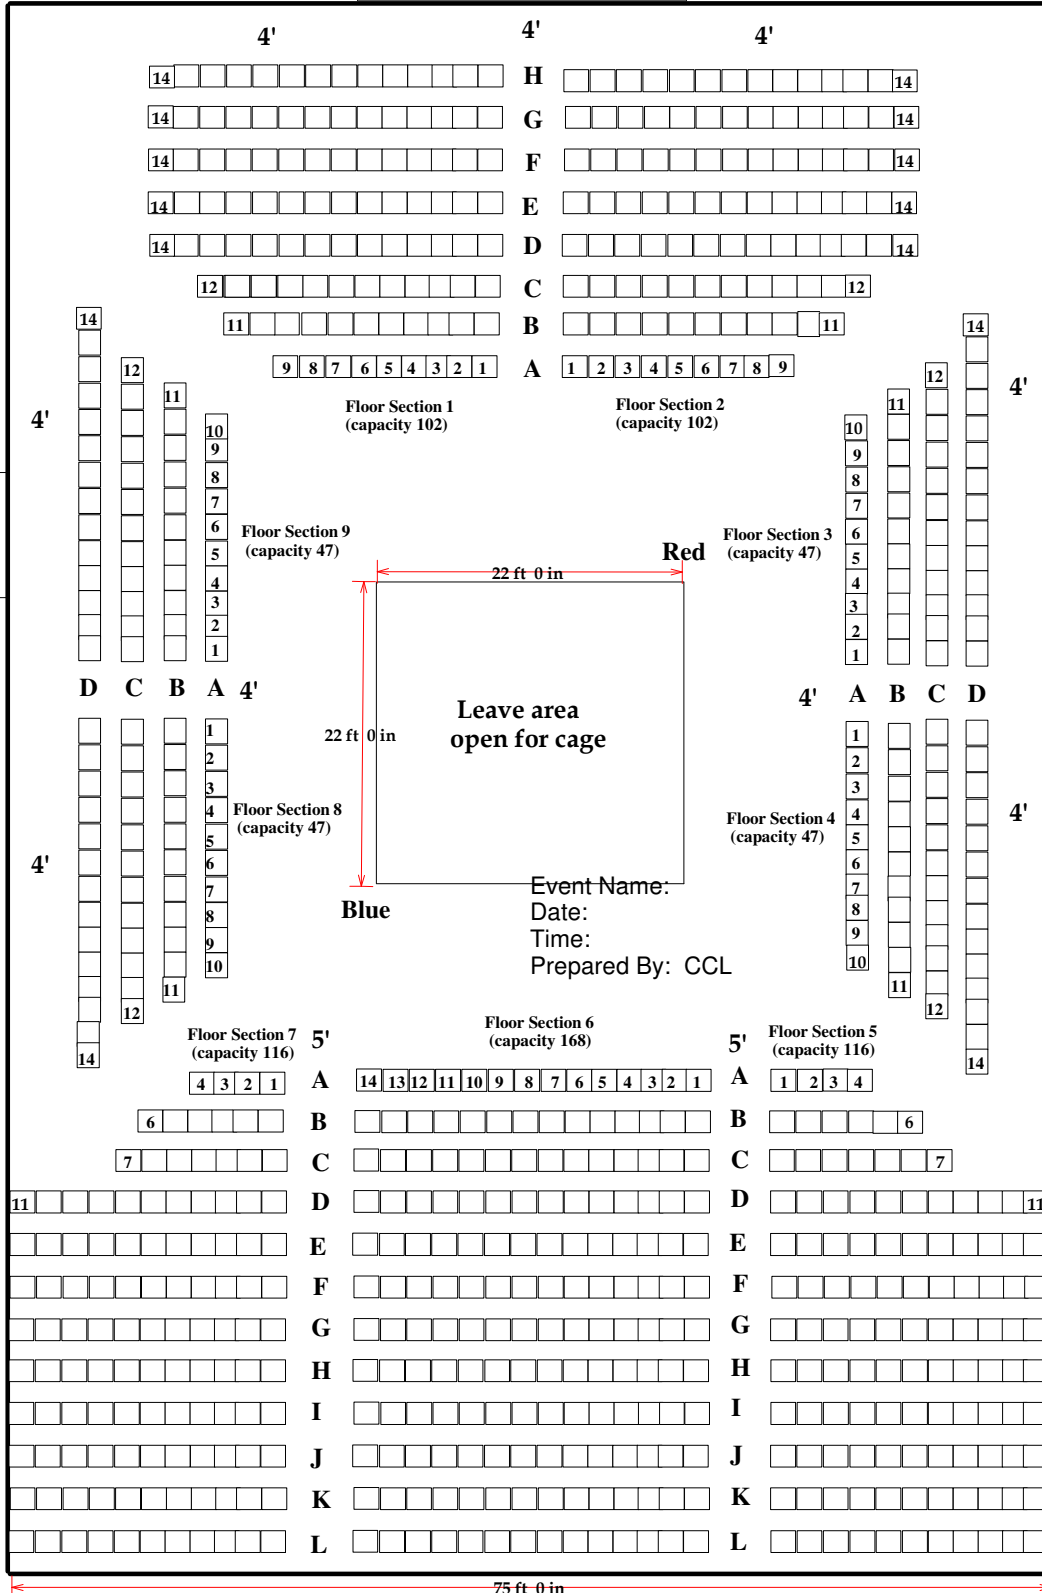 4' 4' 4'
14 H 14
14 G 14
14 F 14
14 E 14
14 D 14
12 C 12
11 B 11
9 8 7 6 5 4 3 2 1 A 1 2 3 4 5 6 7 8 9
Floor Section 1
(capacity 102)
Floor Section 2
(capacity 102)
14 12 11
10
9
8
7
6
5
4
3
2
1
4'
Floor Section 9
(capacity 47)
D C B A 4'
1
2
3
4
5
6
7
8
9
10
11
12
14
4'
Floor Section 8
(capacity 47)
14 12 11
10
9
8
7
6
5
4
3
2
1
4'
Floor Section 3
(capacity 47)
4' A B C D
1
2
3
4
5
6
7
8
9
10
11
12
14
4'
Floor Section 4
(capacity 47)
Red
22 ft 0 in
22 ft 0 in
Leave area
open for cage
Blue
Event Name:
Date:
Time:
Prepared By: CCL
Floor Section 7
(capacity 116)
5'
Floor Section 6
(capacity 168)
5'
Floor Section 5
(capacity 116)
4 3 2 1 A 14 13 12 11 10 9 8 7 6 5 4 3 2 1 A 1 2 3 4
6 B B 6
7 C C 7
11 D D 11
E E
F F
G G
H H
I I
J J
K K
L L
75 ft 0 in